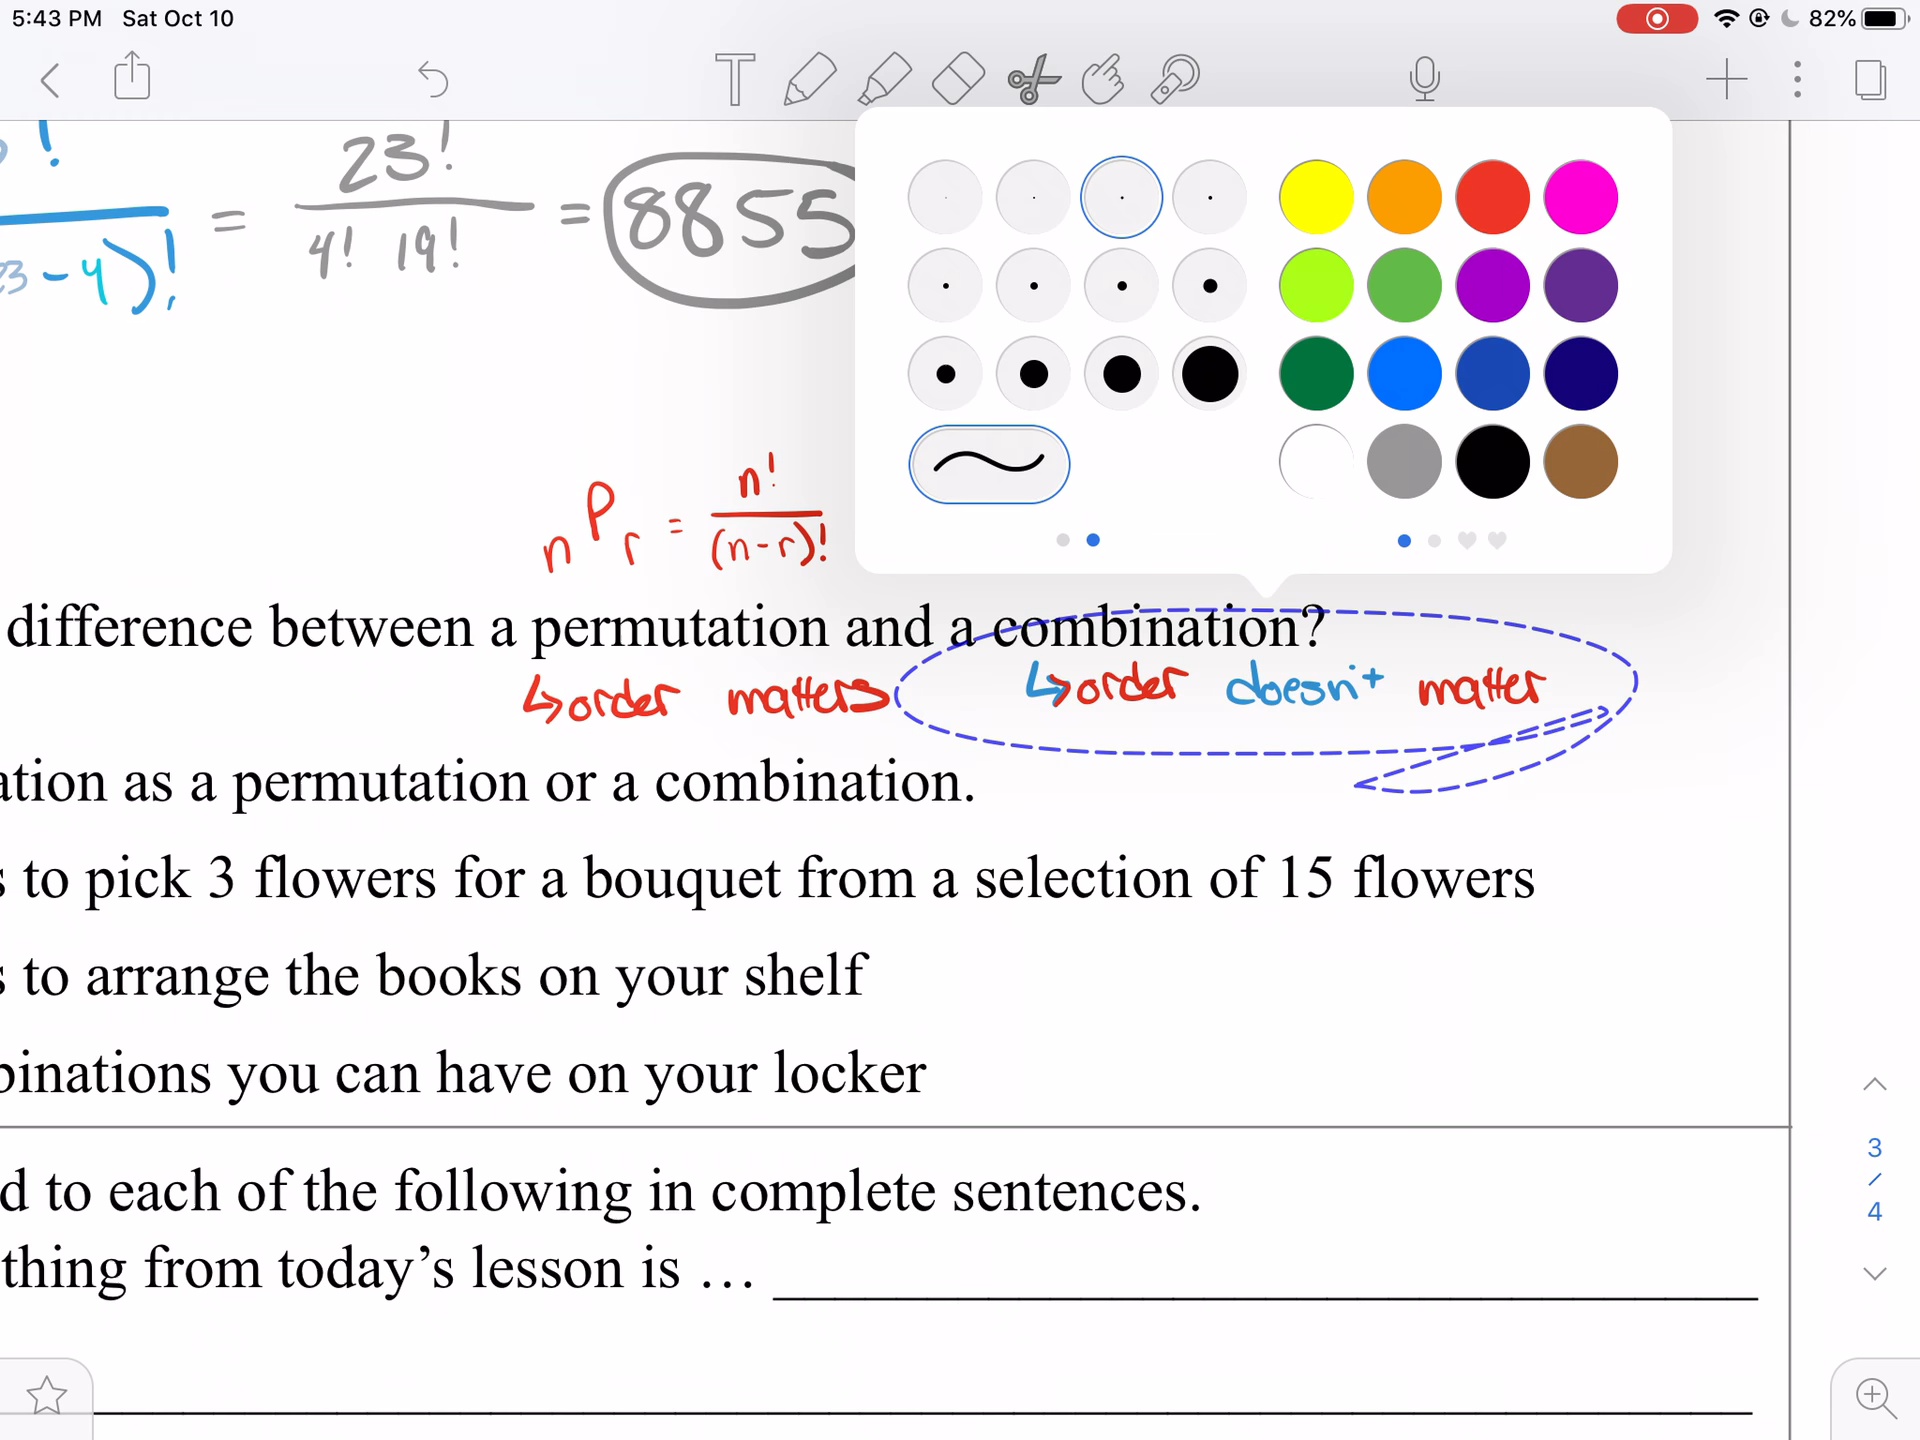 5:43 PM Sat Oct 10 82%
!
23 - 4)! = 23! / 4! 19! = 8855
nPr = n! / (n-r)!
difference between a permutation and a combination?
↳order matters ↳order doesn't matter
ation as a permutation or a combination.
s to pick 3 flowers for a bouquet from a selection of 15 flowers
s to arrange the books on your shelf
binations you can have on your locker
d to each of the following in complete sentences.
thing from today’s lesson is …
3 / 4